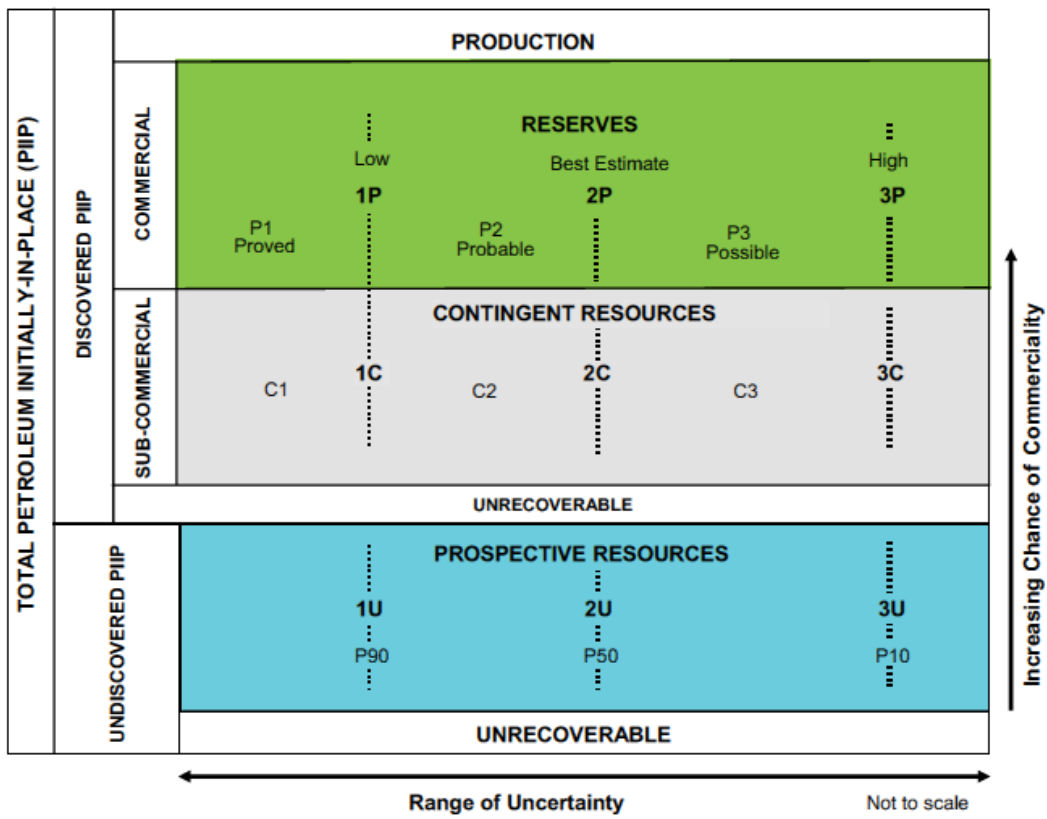 TOTAL PETROLEUM INITIALLY-IN-PLACE (PIIP)
DISCOVERED PIIP
UNDISCOVERED PIIP
COMMERCIAL
SUB-COMMERCIAL
PRODUCTION
RESERVES
Low
Best Estimate
High
1P
2P
3P
P1
Proved
P2
Probable
P3
Possible
CONTINGENT RESOURCES
1C
2C
3C
C1
C2
C3
UNRECOVERABLE
PROSPECTIVE RESOURCES
1U
2U
3U
P90
P50
P10
UNRECOVERABLE
Increasing Chance of Commerciality
Range of Uncertainty
Not to scale